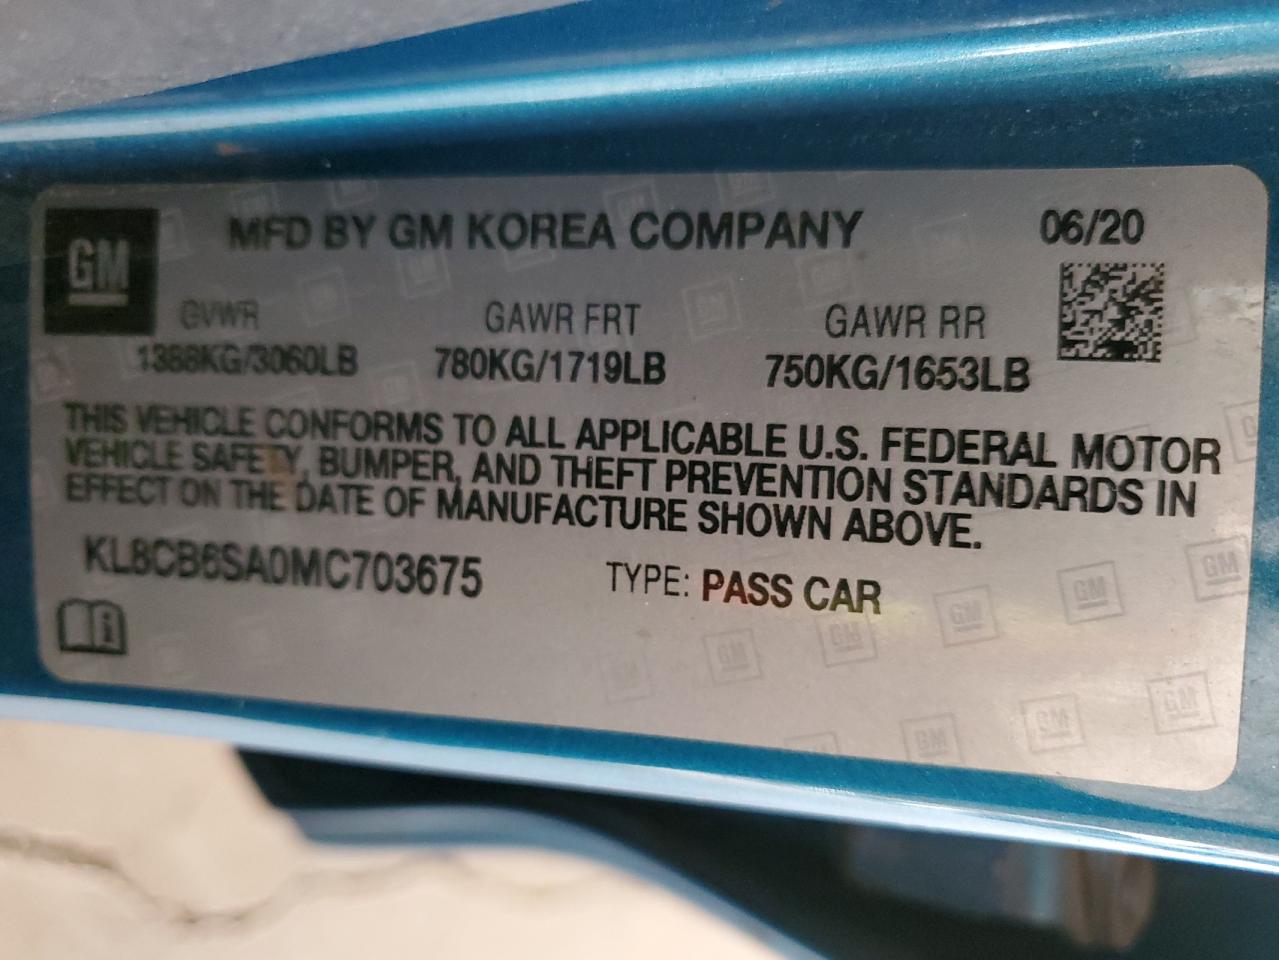 GM
MFD BY GM KOREA COMPANY
06/20
GVWR
GAWR FRT
GAWR RR
1388KG/3060LB
780KG/1719LB
750KG/1653LB
THIS VEHICLE CONFORMS TO ALL APPLICABLE U.S. FEDERAL MOTOR
VEHICLE SAFETY, BUMPER, AND THEFT PREVENTION STANDARDS IN
EFFECT ON THE DATE OF MANUFACTURE SHOWN ABOVE.
KL8CB6SA0MC703675
TYPE: PASS CAR